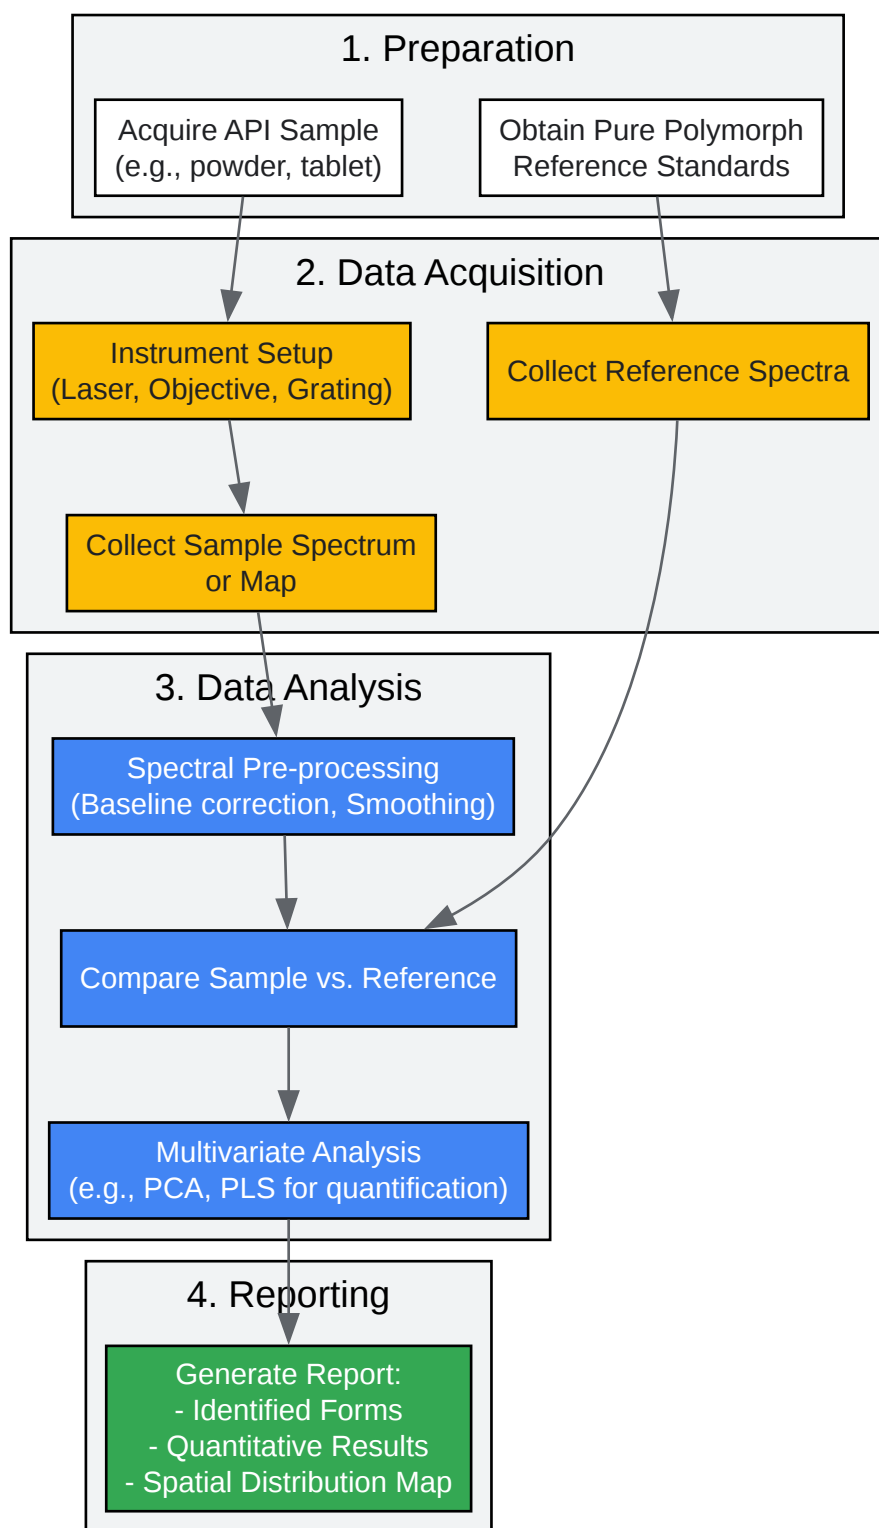 1. Preparation
Acquire API Sample
(e.g., powder, tablet)
Obtain Pure Polymorph
Reference Standards
2. Data Acquisition
Instrument Setup
(Laser, Objective, Grating)
Collect Reference Spectra
Collect Sample Spectrum
or Map
3. Data Analysis
Spectral Pre-processing
(Baseline correction, Smoothing)
Compare Sample vs. Reference
Multivariate Analysis
(e.g., PCA, PLS for quantification)
4. Reporting
Generate Report:
- Identified Forms
- Quantitative Results
- Spatial Distribution Map